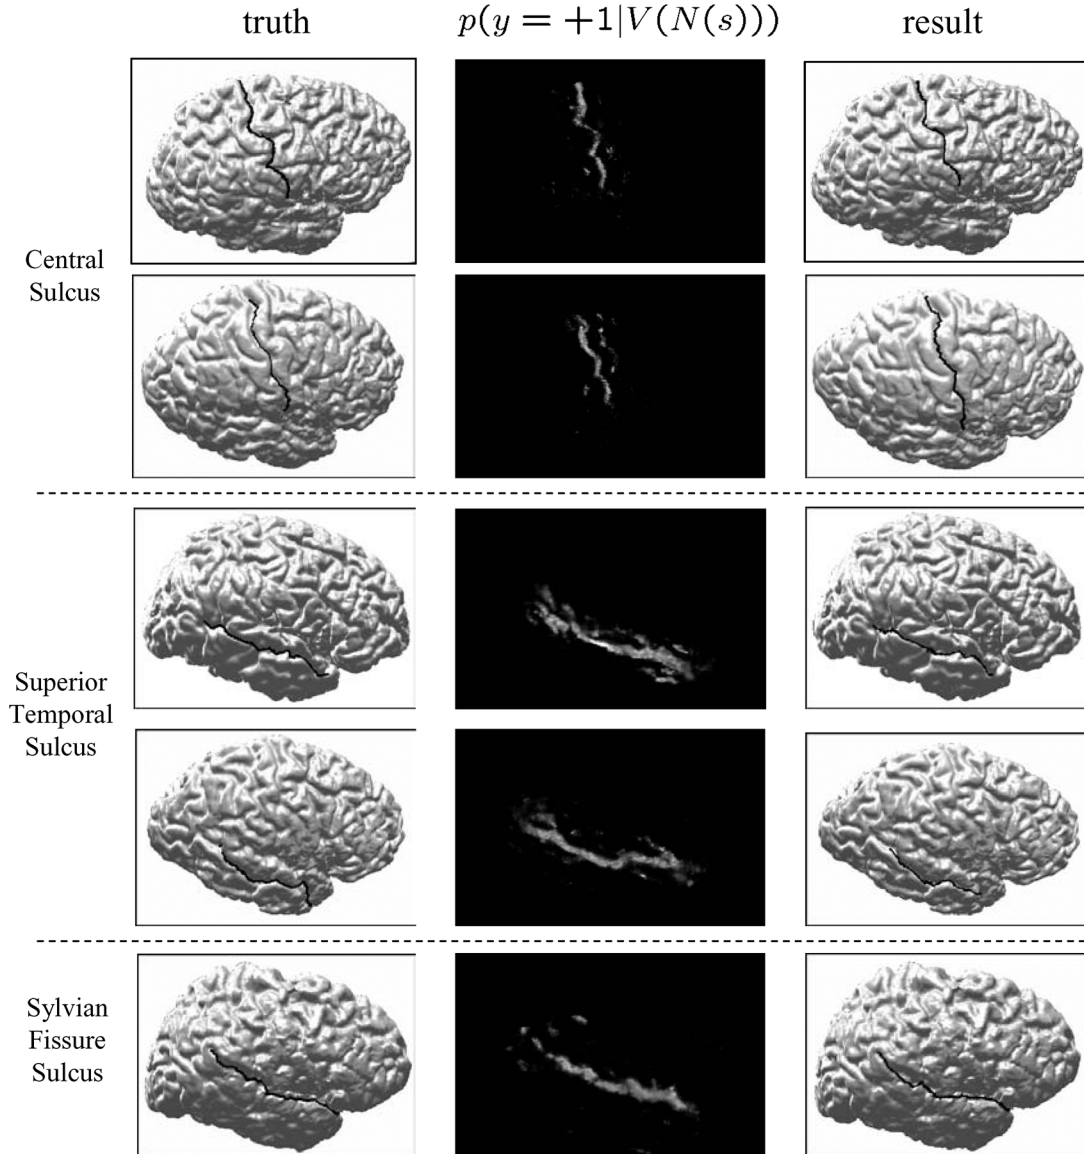 truth
p(y = +1|V(N(s)))
result
Central
Sulcus
Superior
Temporal
Sulcus
Sylvian
Fissure
Sulcus